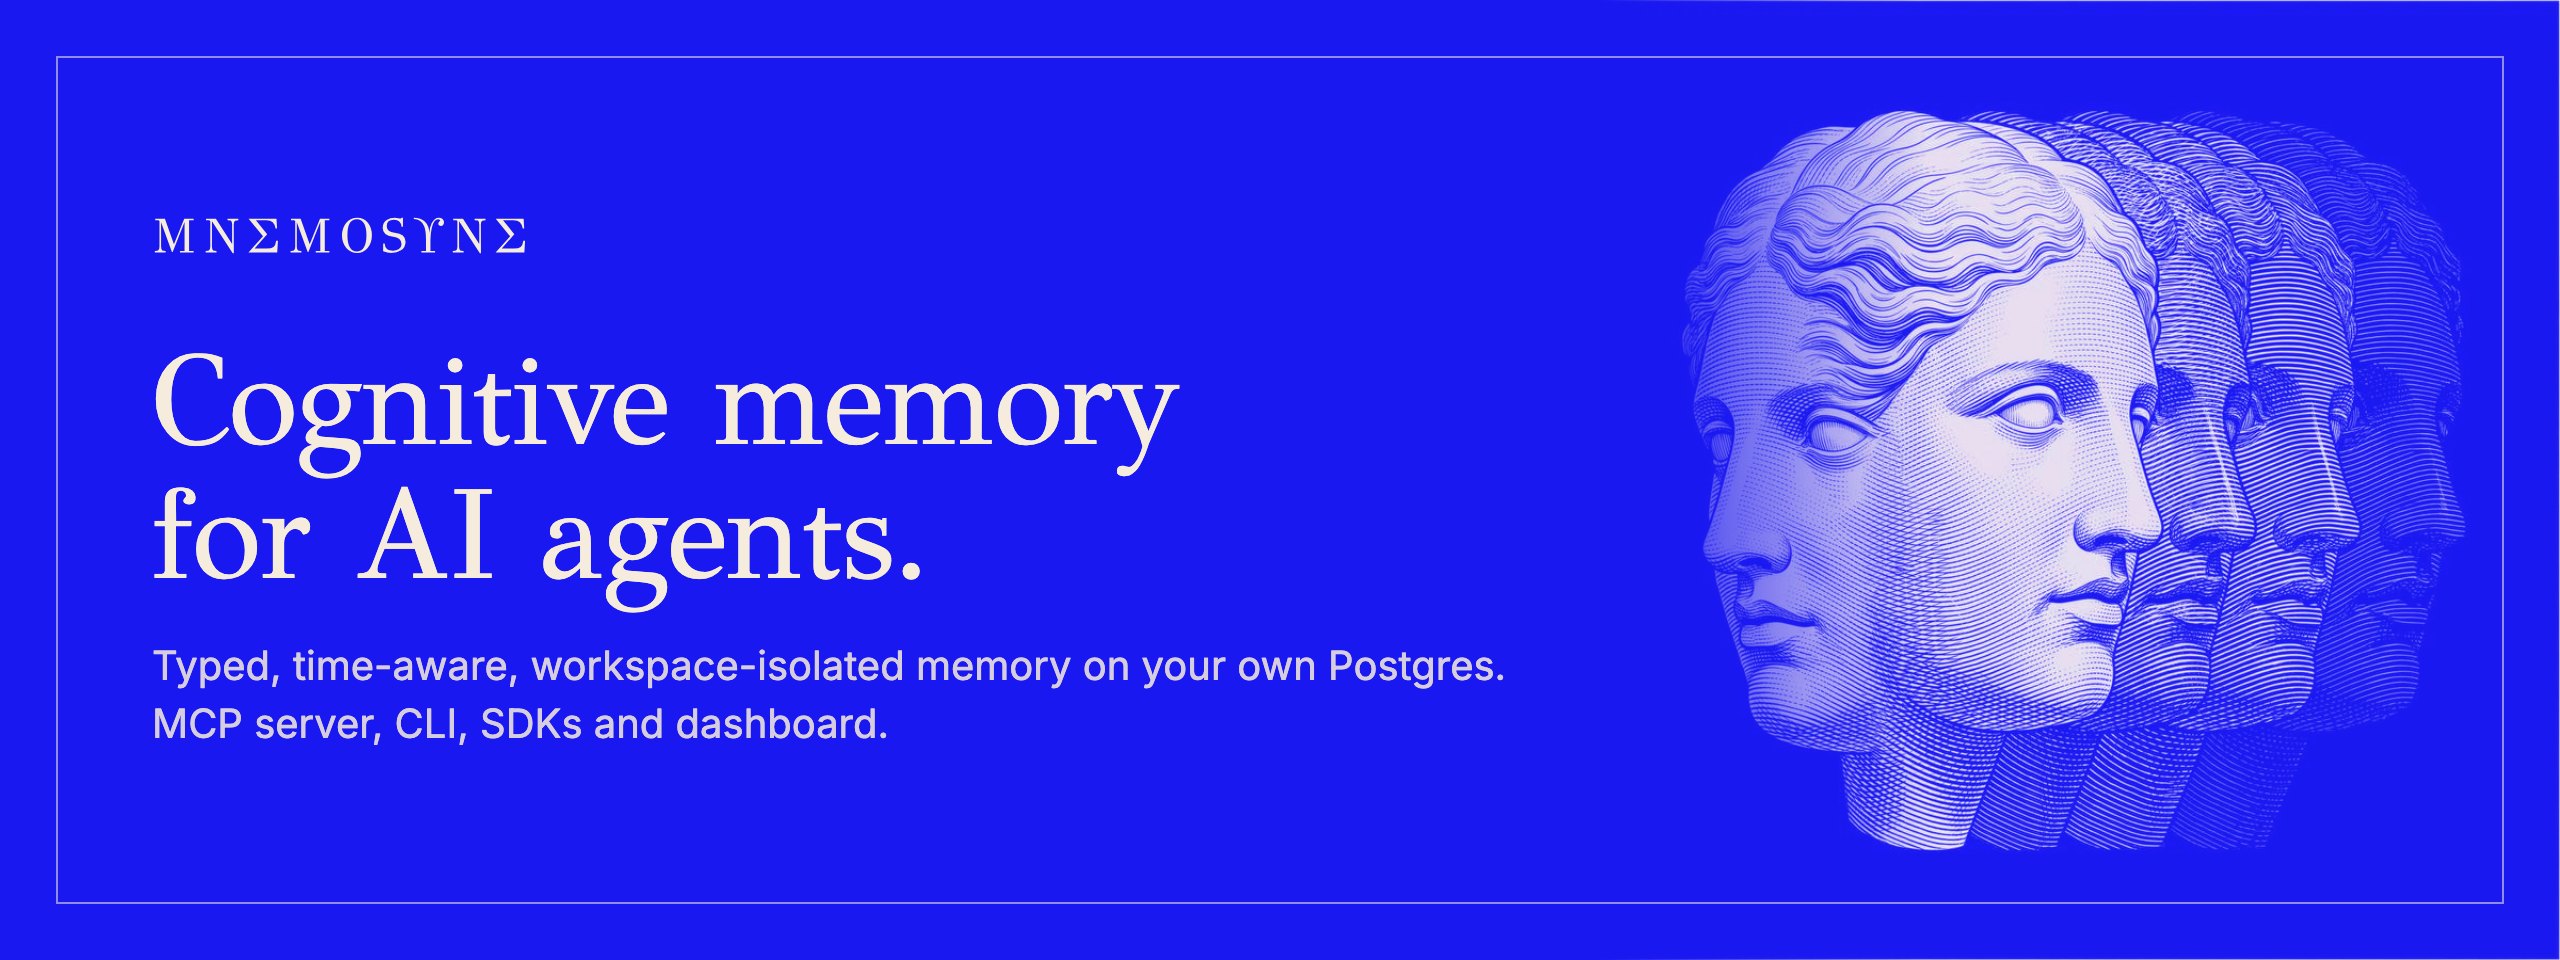 MNΣMOSϒNΣ
Cognitive memory
for AI agents.
Typed, time-aware, workspace-isolated memory on your own Postgres.
MCP server, CLI, SDKs and dashboard.